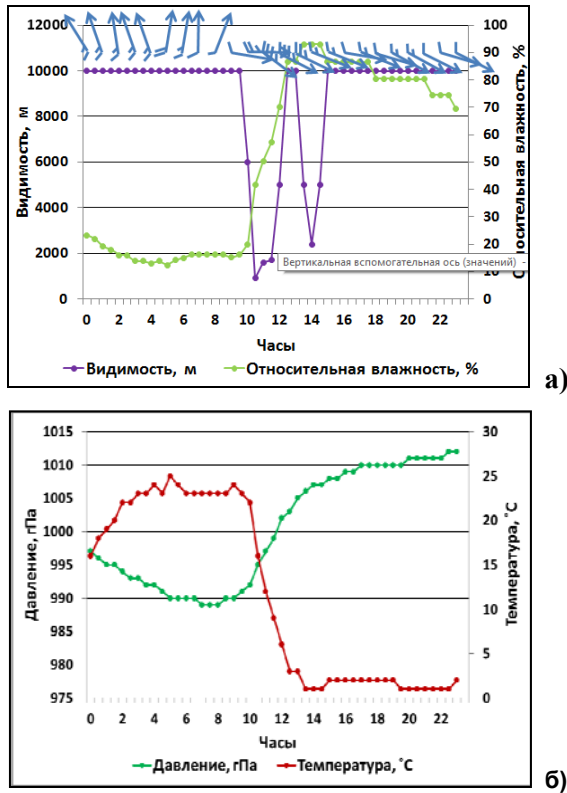 12000
10000
8000
6000
4000
2000
0
Видимость, м
100
90
80
70
60
50
40
30
20
10
0
Относительная влажность, %
Вертикальная вспомогательная ось (значений) -
0 2 4 6 8 10 12 14 16 18 20 22
Часы
Видимость, м Относительная влажность, %
а)
1015
1010
1005
1000
995
990
985
980
975
Давление, гПа
30
25
20
15
10
5
0
Температура, ˚С
0 2 4 6 8 10 12 14 16 18 20 22
Часы
Давление, гПа Температура, ˚С
б)